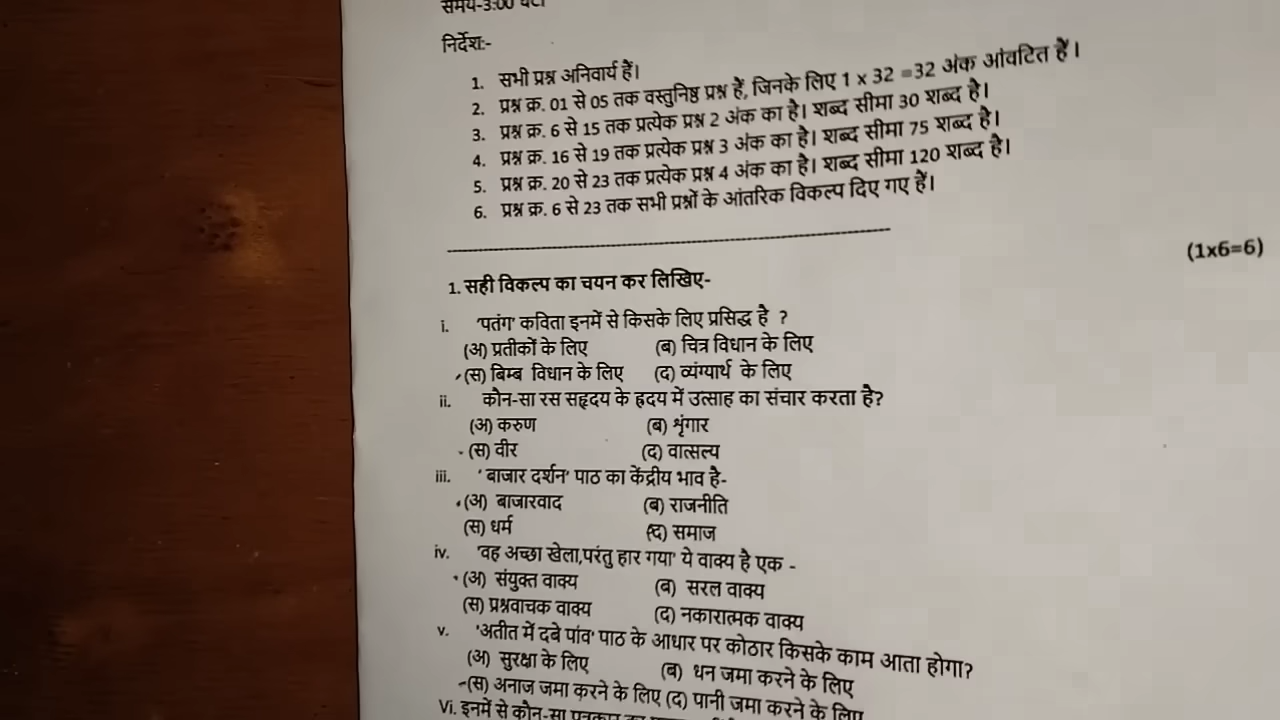 समय-3:00 घंटा
निर्देश:-
1. सभी प्रश्न अनिवार्य हैं।
2. प्रश्न क्र. 01 से 05 तक वस्तुनिष्ठ प्रश्न हैं, जिनके लिए 1 x 32 =32 अंक आंवटित हैं।
3. प्रश्न क्र. 6 से 15 तक प्रत्येक प्रश्न 2 अंक का है। शब्द सीमा 30 शब्द है।
4. प्रश्न क्र. 16 से 19 तक प्रत्येक प्रश्न 3 अंक का है। शब्द सीमा 75 शब्द है।
5. प्रश्न क्र. 20 से 23 तक प्रत्येक प्रश्न 4 अंक का है। शब्द सीमा 120 शब्द है।
6. प्रश्न क्र. 6 से 23 तक सभी प्रश्नों के आंतरिक विकल्प दिए गए हैं।
1. सही विकल्प का चयन कर लिखिए- (1x6=6)
i. 'पतंग' कविता इनमें से किसके लिए प्रसिद्ध है ?
(अ) प्रतीकों के लिए (ब) चित्र विधान के लिए
(स) बिम्ब विधान के लिए (द) व्यंग्यार्थ के लिए
ii. कौन-सा रस सहृदय के ह्रदय में उत्साह का संचार करता है?
(अ) करुण (ब) शृंगार
(स) वीर (द) वात्सल्य
iii. ' बाजार दर्शन' पाठ का केंद्रीय भाव है-
(अ) बाजारवाद (ब) राजनीति
(स) धर्म (द) समाज
iv. 'वह अच्छा खेला,परंतु हार गया' ये वाक्य है एक -
(अ) संयुक्त वाक्य (ब) सरल वाक्य
(स) प्रश्नवाचक वाक्य (द) नकारात्मक वाक्य
v. 'अतीत में दबे पांव' पाठ के आधार पर कोठार किसके काम आता होगा?
(अ) सुरक्षा के लिए (ब) धन जमा करने के लिए
(स) अनाज जमा करने के लिए (द) पानी जमा करने के लिए
Vi. इनमें से कौन-सा